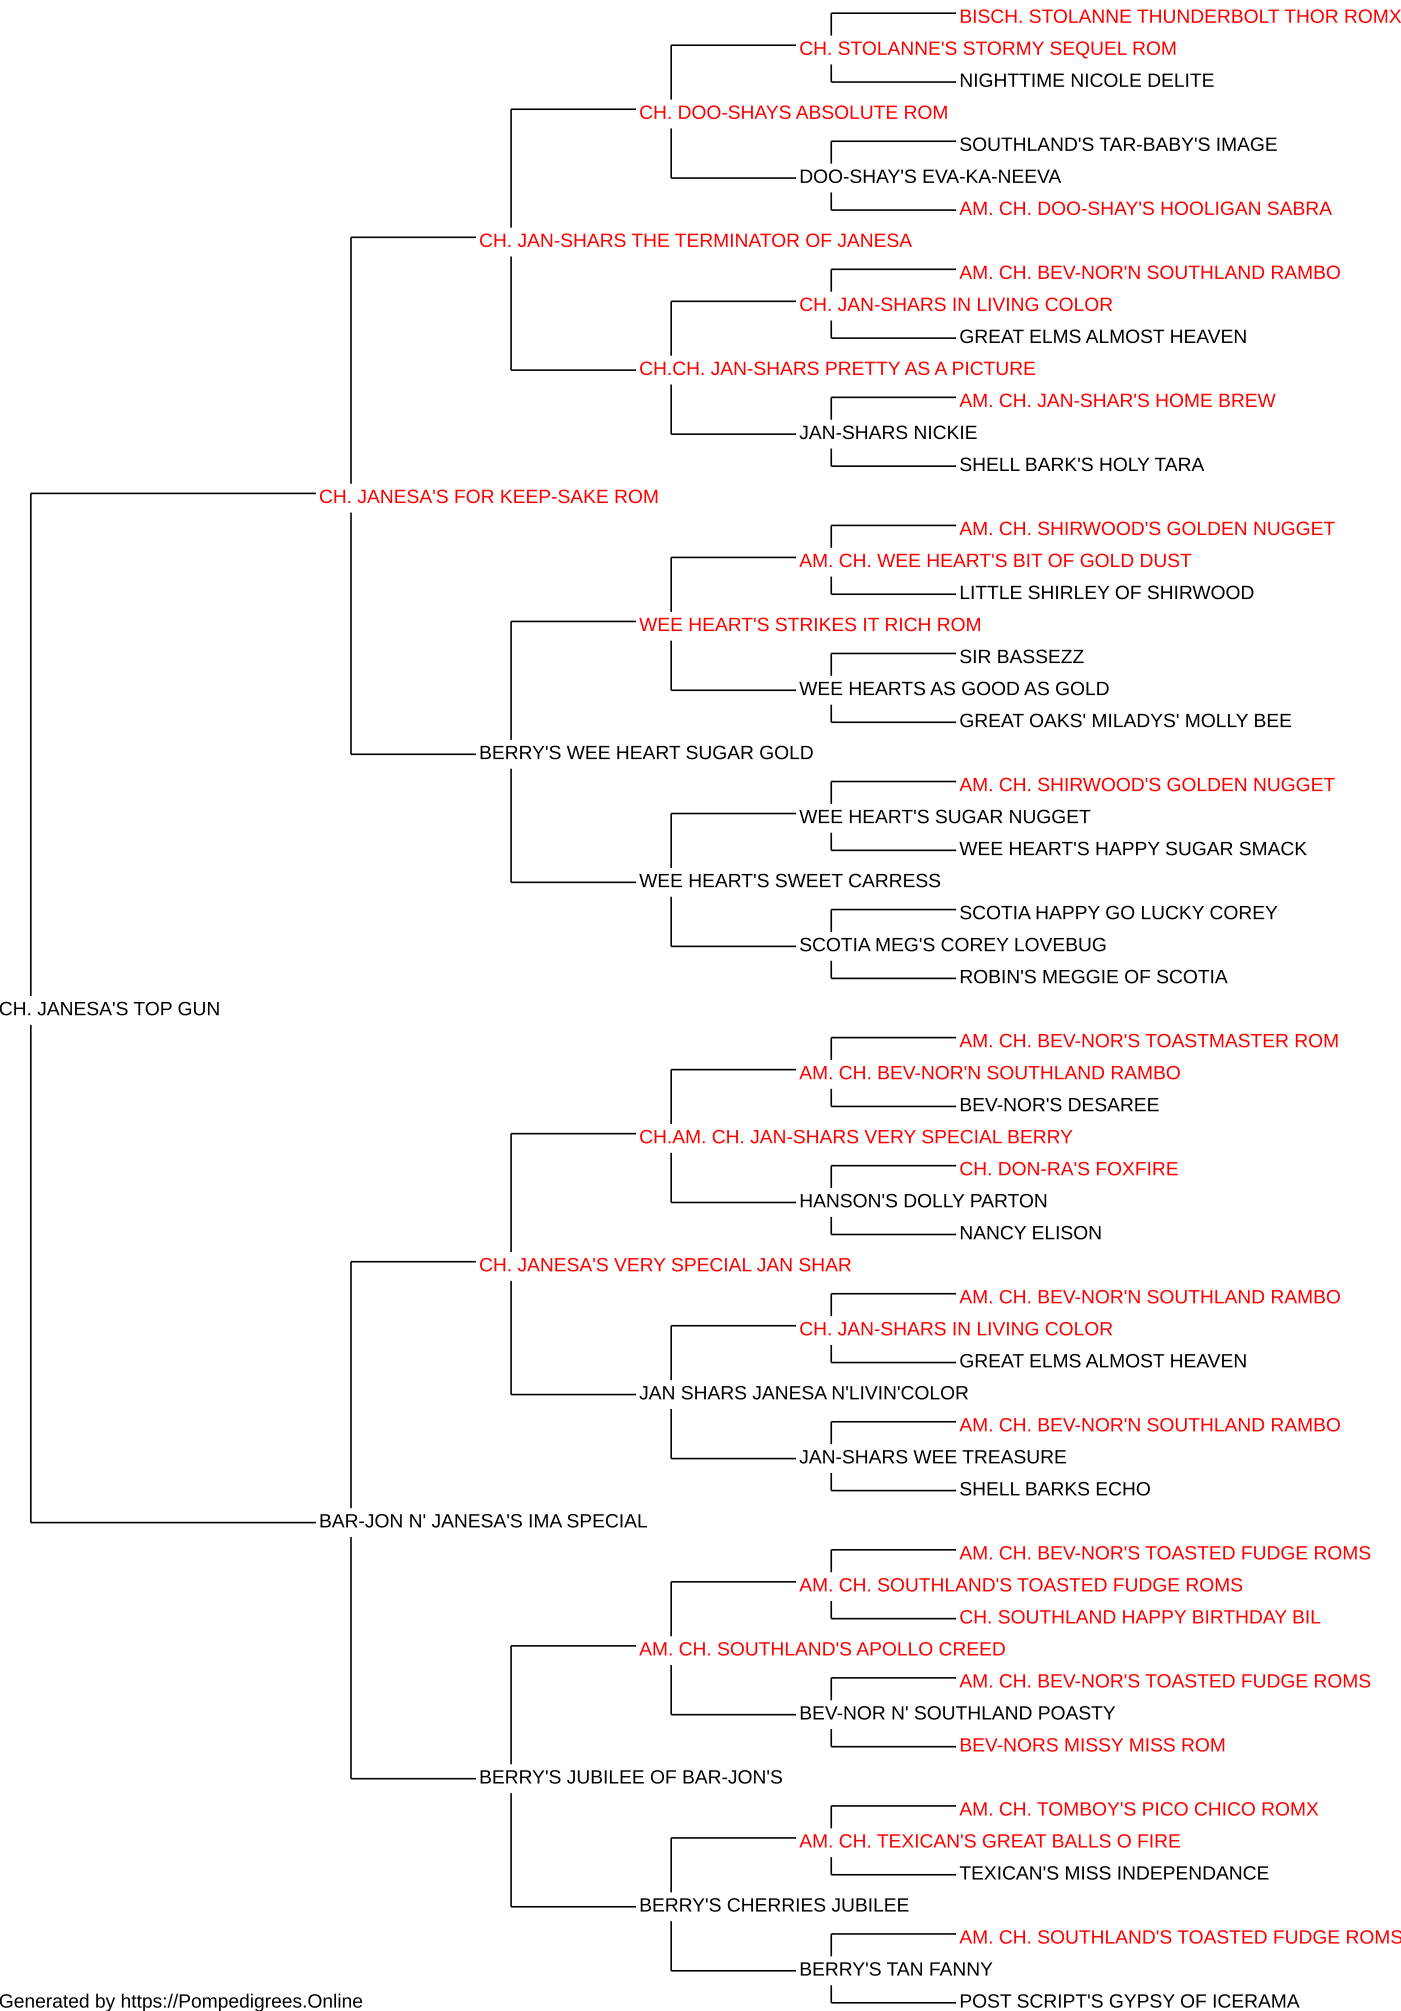 BISCH. STOLANNE THUNDERBOLT THOR ROMX
CH. STOLANNE'S STORMY SEQUEL ROM
NIGHTTIME NICOLE DELITE
CH. DOO-SHAYS ABSOLUTE ROM
SOUTHLAND'S TAR-BABY'S IMAGE
DOO-SHAY'S EVA-KA-NEEVA
AM. CH. DOO-SHAY'S HOOLIGAN SABRA
CH. JAN-SHARS THE TERMINATOR OF JANESA
AM. CH. BEV-NOR'N SOUTHLAND RAMBO
CH. JAN-SHARS IN LIVING COLOR
GREAT ELMS ALMOST HEAVEN
CH.CH. JAN-SHARS PRETTY AS A PICTURE
AM. CH. JAN-SHAR'S HOME BREW
JAN-SHARS NICKIE
SHELL BARK'S HOLY TARA
CH. JANESA'S FOR KEEP-SAKE ROM
AM. CH. SHIRWOOD'S GOLDEN NUGGET
AM. CH. WEE HEART'S BIT OF GOLD DUST
LITTLE SHIRLEY OF SHIRWOOD
WEE HEART'S STRIKES IT RICH ROM
SIR BASSEZZ
WEE HEARTS AS GOOD AS GOLD
GREAT OAKS' MILADYS' MOLLY BEE
BERRY'S WEE HEART SUGAR GOLD
AM. CH. SHIRWOOD'S GOLDEN NUGGET
WEE HEART'S SUGAR NUGGET
WEE HEART'S HAPPY SUGAR SMACK
WEE HEART'S SWEET CARRESS
SCOTIA HAPPY GO LUCKY COREY
SCOTIA MEG'S COREY LOVEBUG
ROBIN'S MEGGIE OF SCOTIA
CH. JANESA'S TOP GUN
AM. CH. BEV-NOR'S TOASTMASTER ROM
AM. CH. BEV-NOR'N SOUTHLAND RAMBO
BEV-NOR'S DESAREE
CH.AM. CH. JAN-SHARS VERY SPECIAL BERRY
CH. DON-RA'S FOXFIRE
HANSON'S DOLLY PARTON
NANCY ELISON
CH. JANESA'S VERY SPECIAL JAN SHAR
AM. CH. BEV-NOR'N SOUTHLAND RAMBO
CH. JAN-SHARS IN LIVING COLOR
GREAT ELMS ALMOST HEAVEN
JAN SHARS JANESA N'LIVIN'COLOR
AM. CH. BEV-NOR'N SOUTHLAND RAMBO
JAN-SHARS WEE TREASURE
SHELL BARKS ECHO
BAR-JON N' JANESA'S IMA SPECIAL
AM. CH. BEV-NOR'S TOASTED FUDGE ROMS
AM. CH. SOUTHLAND'S TOASTED FUDGE ROMS
CH. SOUTHLAND HAPPY BIRTHDAY BIL
AM. CH. SOUTHLAND'S APOLLO CREED
AM. CH. BEV-NOR'S TOASTED FUDGE ROMS
BEV-NOR N' SOUTHLAND POASTY
BEV-NORS MISSY MISS ROM
BERRY'S JUBILEE OF BAR-JON'S
AM. CH. TOMBOY'S PICO CHICO ROMX
AM. CH. TEXICAN'S GREAT BALLS O FIRE
TEXICAN'S MISS INDEPENDANCE
BERRY'S CHERRIES JUBILEE
AM. CH. SOUTHLAND'S TOASTED FUDGE ROMS
BERRY'S TAN FANNY
POST SCRIPT'S GYPSY OF ICERAMA
Generated by https://Pompedigrees.Online